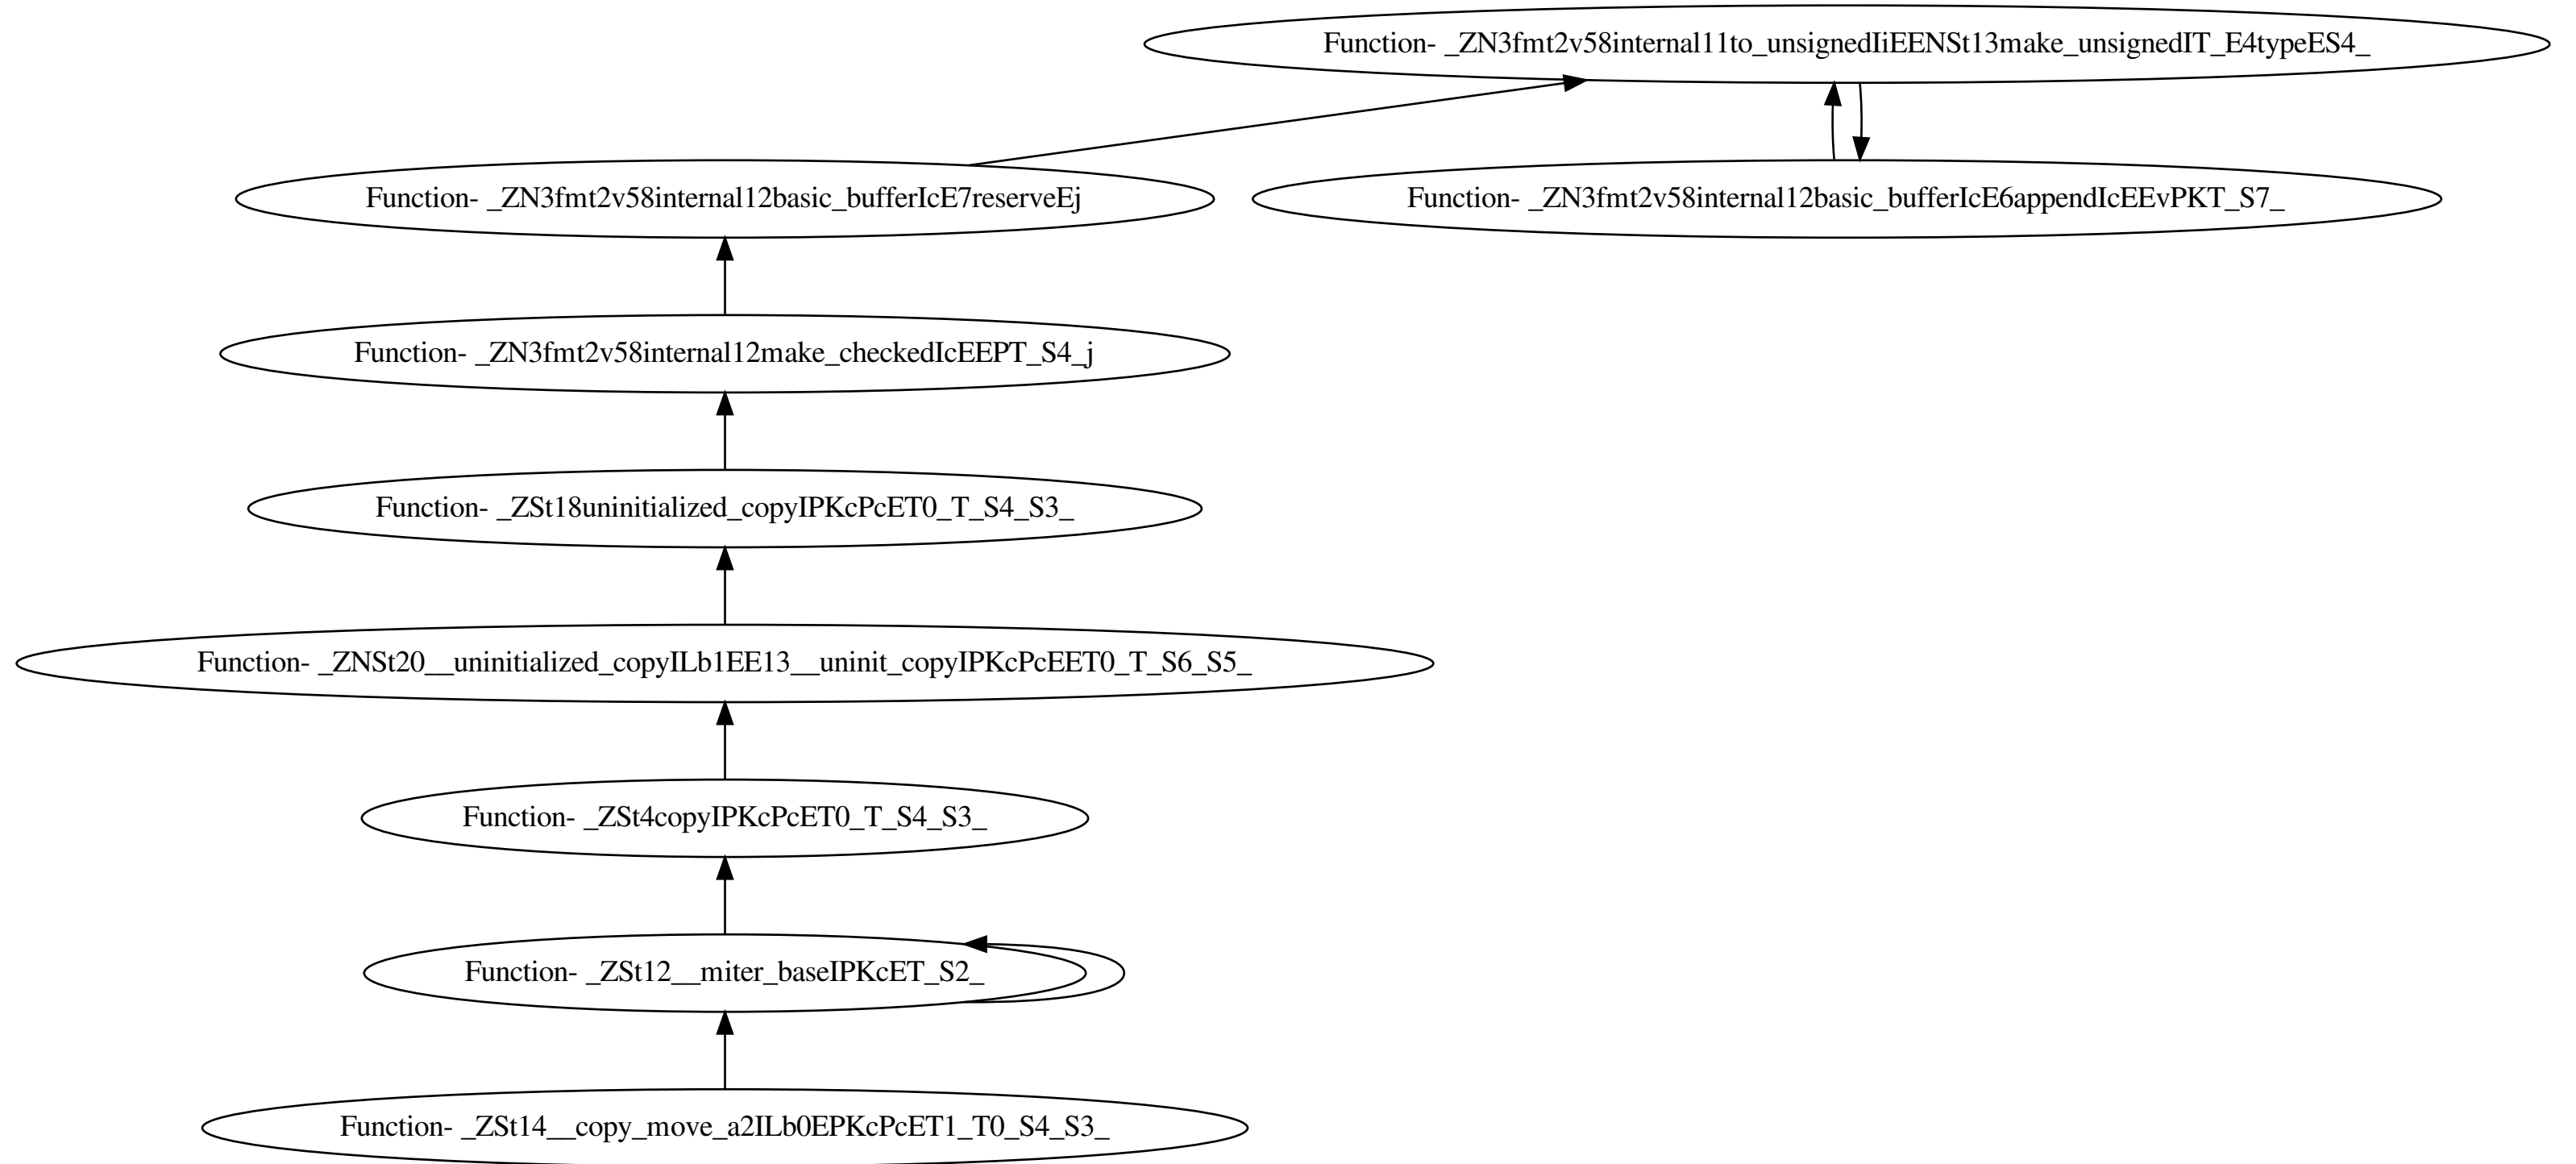 Function- _ZN3fmt2v58internal11to_unsignedIiEENSt13make_unsignedIT_E4typeES4_
Function- _ZN3fmt2v58internal12basic_bufferIcE7reserveEj
Function- _ZN3fmt2v58internal12basic_bufferIcE6appendIcEEvPKT_S7_
Function- _ZN3fmt2v58internal12make_checkedIcEEPT_S4_j
Function- _ZSt18uninitialized_copyIPKcPcET0_T_S4_S3_
Function- _ZNSt20__uninitialized_copyILb1EE13__uninit_copyIPKcPcEET0_T_S6_S5_
Function- _ZSt4copyIPKcPcET0_T_S4_S3_
Function- _ZSt12__miter_baseIPKcET_S2_
Function- _ZSt14__copy_move_a2ILb0EPKcPcET1_T0_S4_S3_